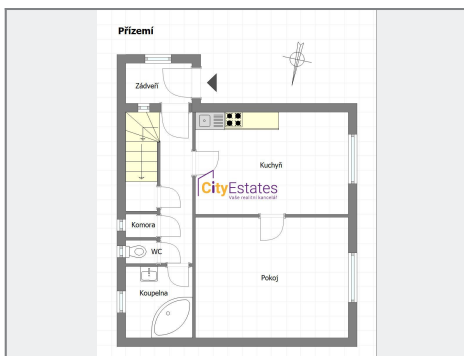 Přízemí
Zádveří
Kuchyň
CityEstates
Vaše realitní kancelář
Komora
WC
Pokoj
Koupelna